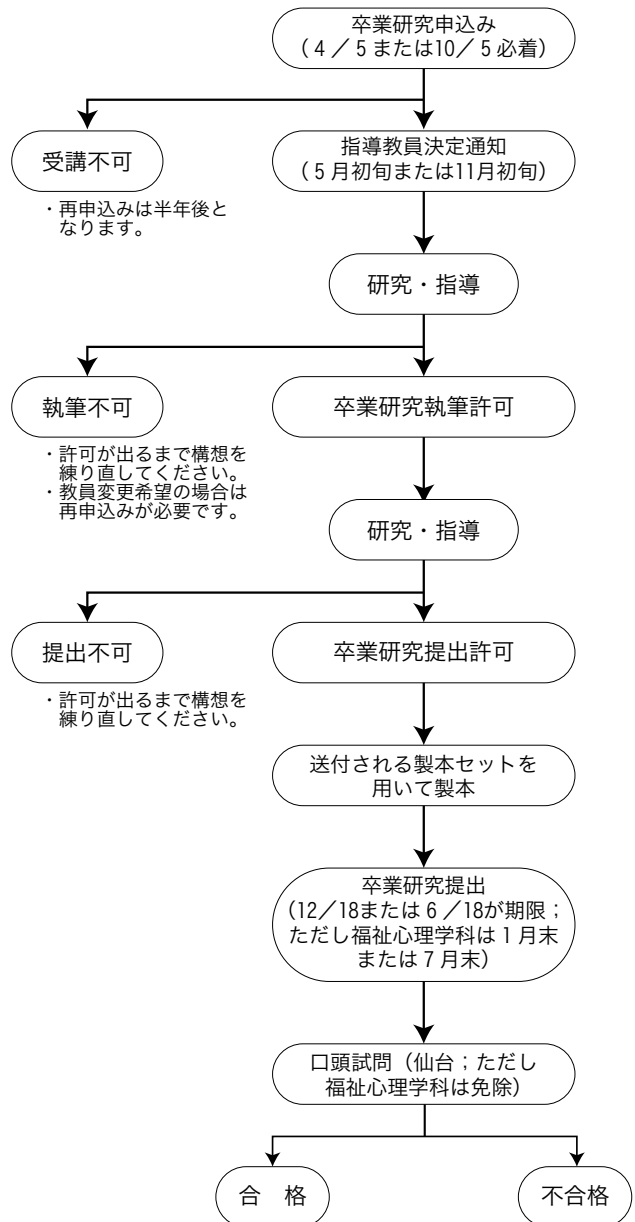 卒業研究申込み
（４／５または10／５必着）
受講不可
・再申込みは半年後と
なります。
指導教員決定通知
（５月初旬または11月初旬）
研究・指導
執筆不可
・許可が出るまで構想を
練り直してください。
・教員変更希望の場合は
再申込みが必要です。
卒業研究執筆許可
研究・指導
提出不可
・許可が出るまで構想を
練り直してください。
卒業研究提出許可
送付される製本セットを
用いて製本
卒業研究提出
（12／18または６／18が期限；
ただし福祉心理学科は１月末
または７月末）
口頭試問（仙台；ただし
福祉心理学科は免除）
合　格
不合格